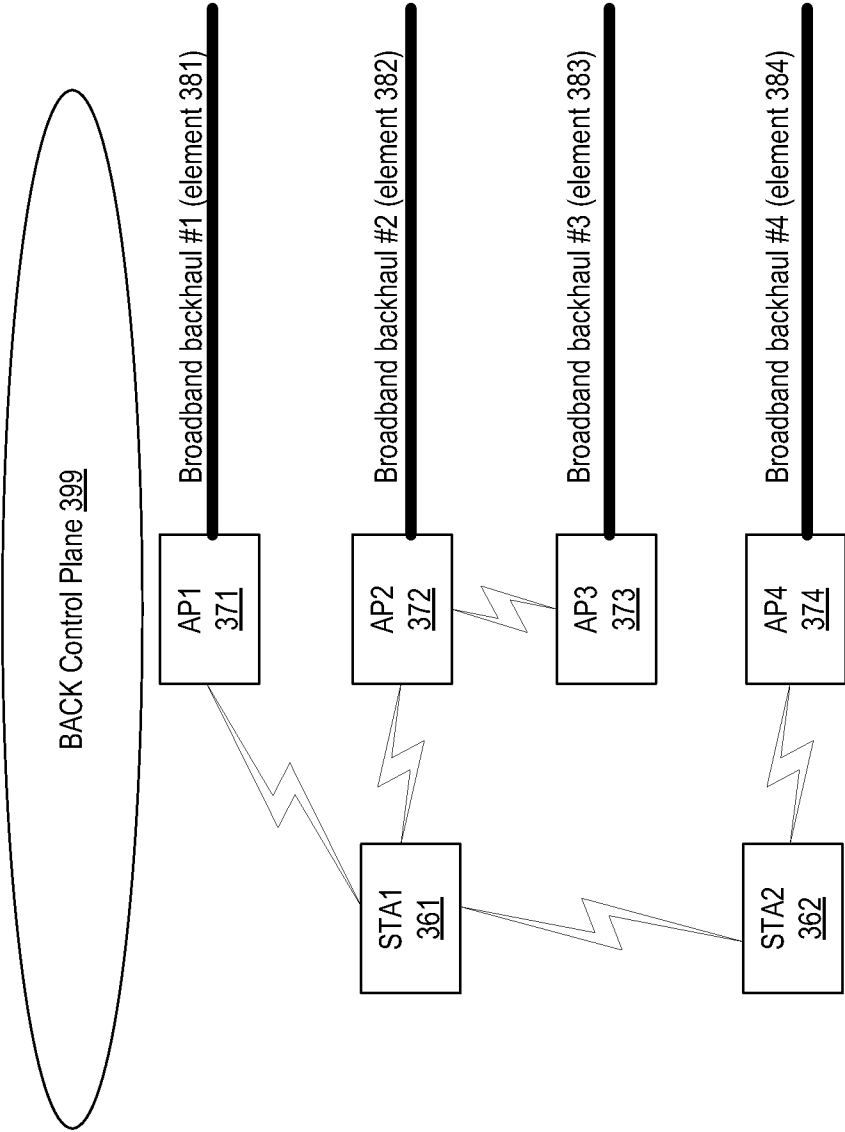 BACK Control Plane 399
Broadband backhaul #1 (element 381)
AP1
371
Broadband backhaul #2 (element 382)
AP2
372
STA1
361
Broadband backhaul #3 (element 383)
AP3
373
Broadband backhaul #4 (element 384)
AP4
374
STA2
362